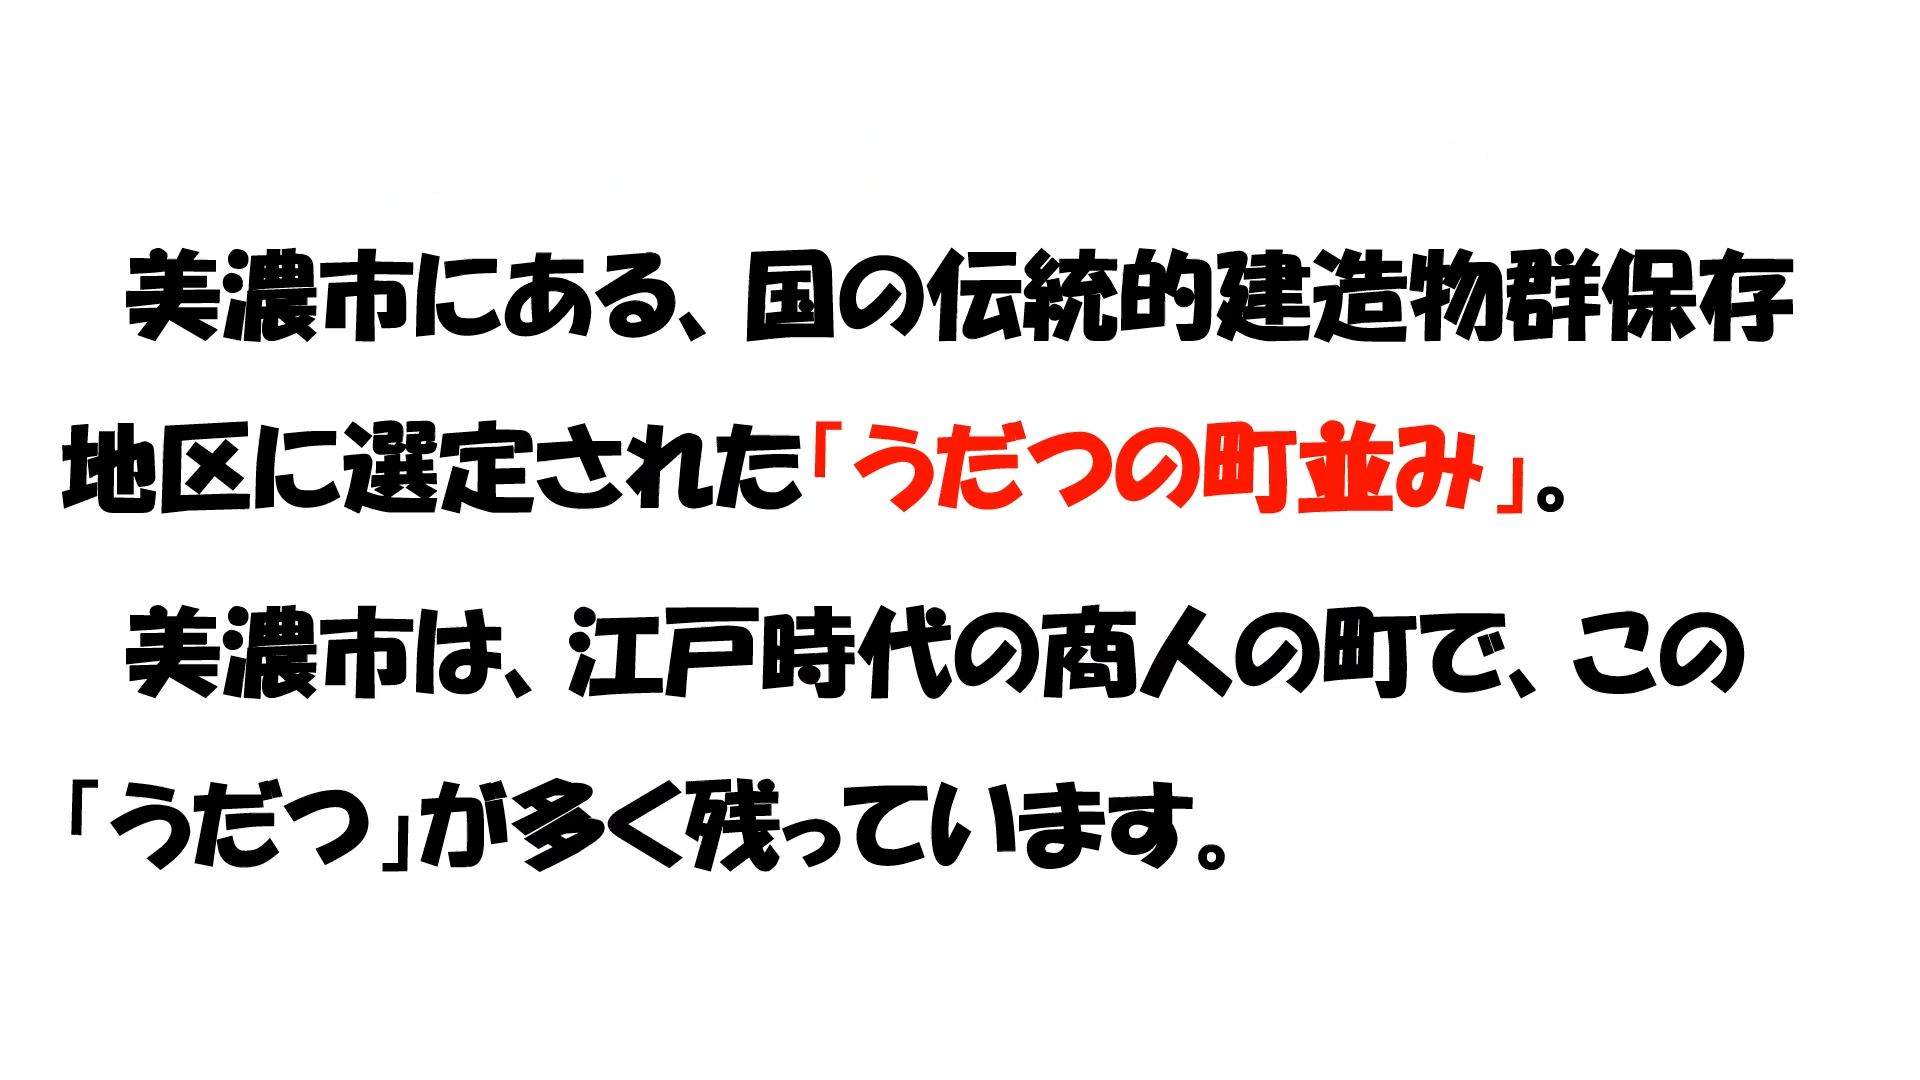 美濃市にある、国の伝統的建造物群保存
地区に選定された「うだつの町並み」。
美濃市は、江戸時代の商人の町で、この
「うだつ」が多く残っています。